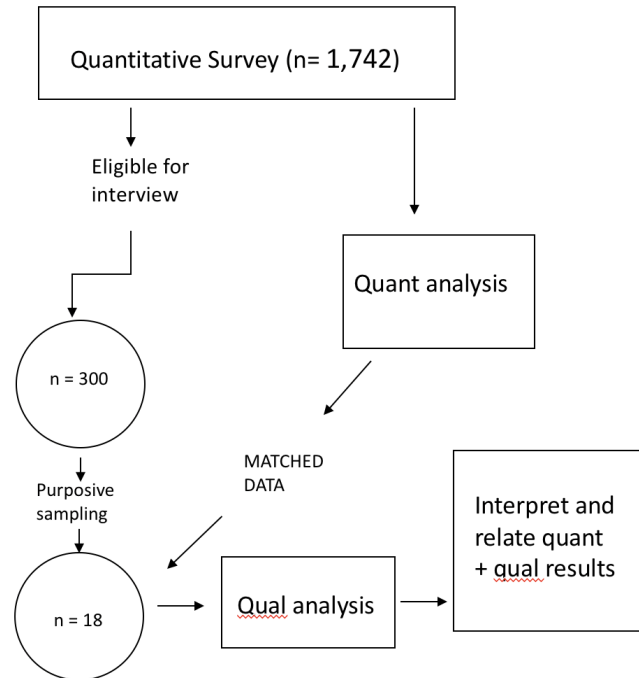 Quantitative Survey (n= 1,742)
Eligible for
interview
Quant analysis
n = 300
MATCHED
DATA
Purposive
sampling
n = 18
Qual analysis
Interpret and
relate quant
+ qual results